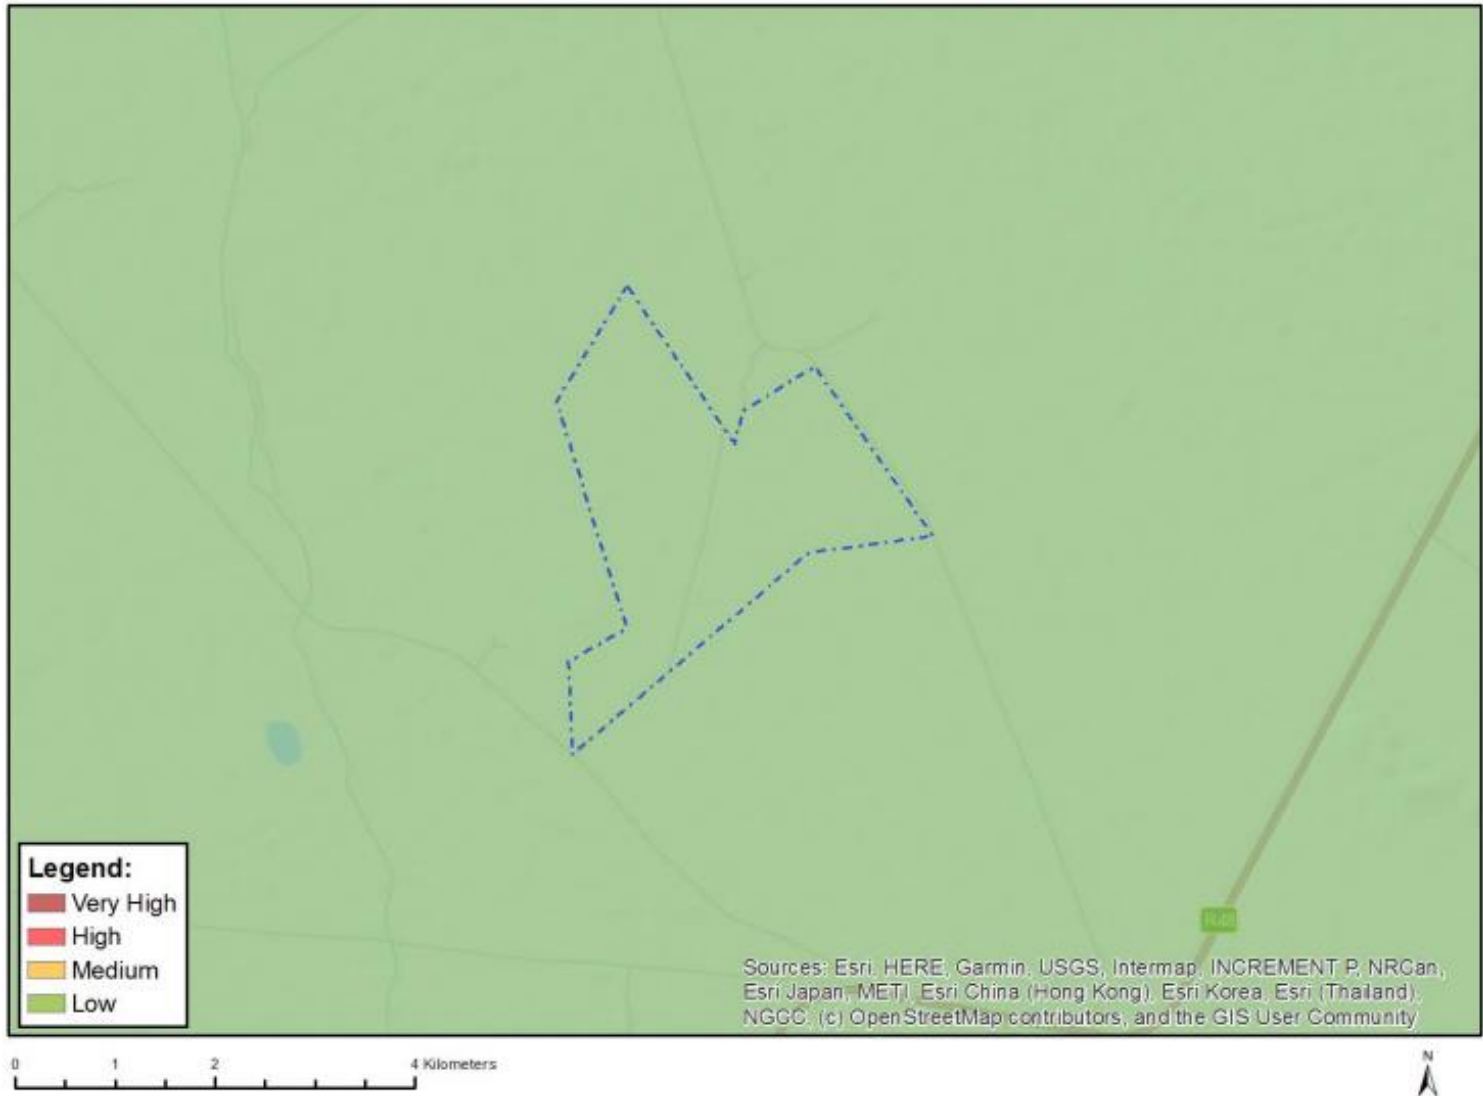 Legend:
Very High
High
Medium
Low
Sources: Esri, HERE, Garmin, USGS, Intermap, INCREMENT P, NRCan,
Esri Japan, METI, Esri China (Hong Kong), Esri Korea, Esri (Thailand),
NGCC, (c) OpenStreetMap contributors, and the GIS User Community
0 1 2 4 Kilometers
N